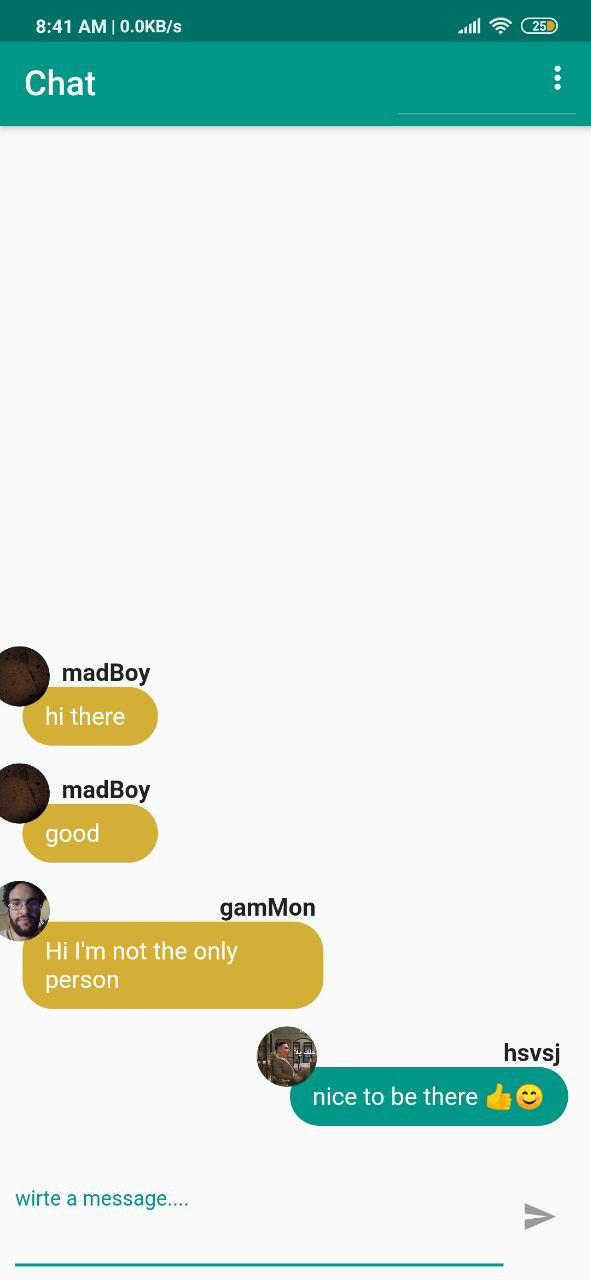 8:41 AM | 0.0KB/s
25
Chat
madBoy
hi there
madBoy
good
gamMon
Hi I'm not the only
person
hsvsj
nice to be there 👍😊
wirte a message....